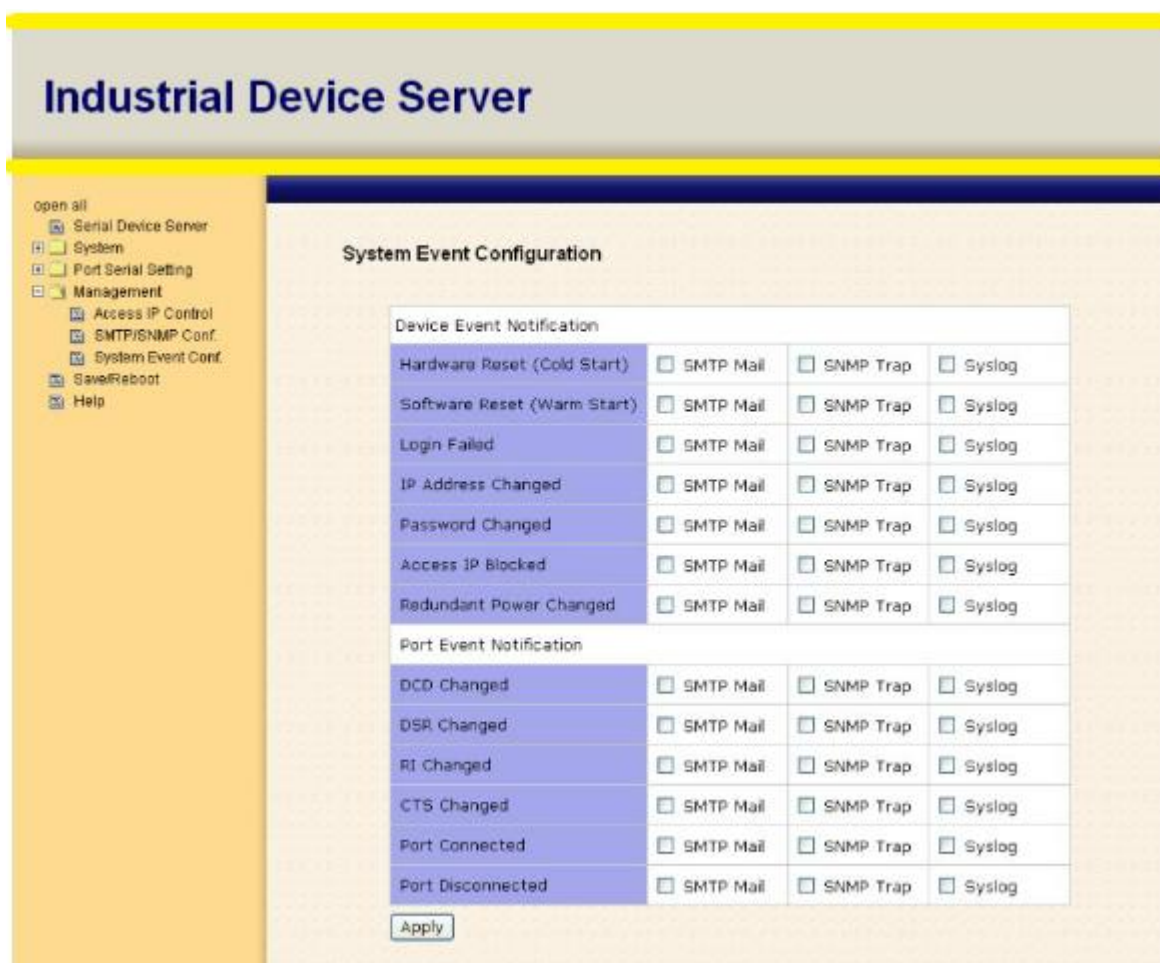 Industrial Device Server
open all
Serial Device Server
System
Port Serial Setting
Management
Access IP Control
SMTP/SNMP Conf.
System Event Conf.
Save/Reboot
Help
System Event Configuration
Device Event Notification
Hardware Reset (Cold Start) SMTP Mail SNMP Trap Syslog
Software Reset (Warm Start) SMTP Mail SNMP Trap Syslog
Login Failed SMTP Mail SNMP Trap Syslog
IP Address Changed SMTP Mail SNMP Trap Syslog
Password Changed SMTP Mail SNMP Trap Syslog
Access IP Blocked SMTP Mail SNMP Trap Syslog
Redundant Power Changed SMTP Mail SNMP Trap Syslog
Port Event Notification
DCD Changed SMTP Mail SNMP Trap Syslog
DSR Changed SMTP Mail SNMP Trap Syslog
RI Changed SMTP Mail SNMP Trap Syslog
CTS Changed SMTP Mail SNMP Trap Syslog
Port Connected SMTP Mail SNMP Trap Syslog
Port Disconnected SMTP Mail SNMP Trap Syslog
Apply